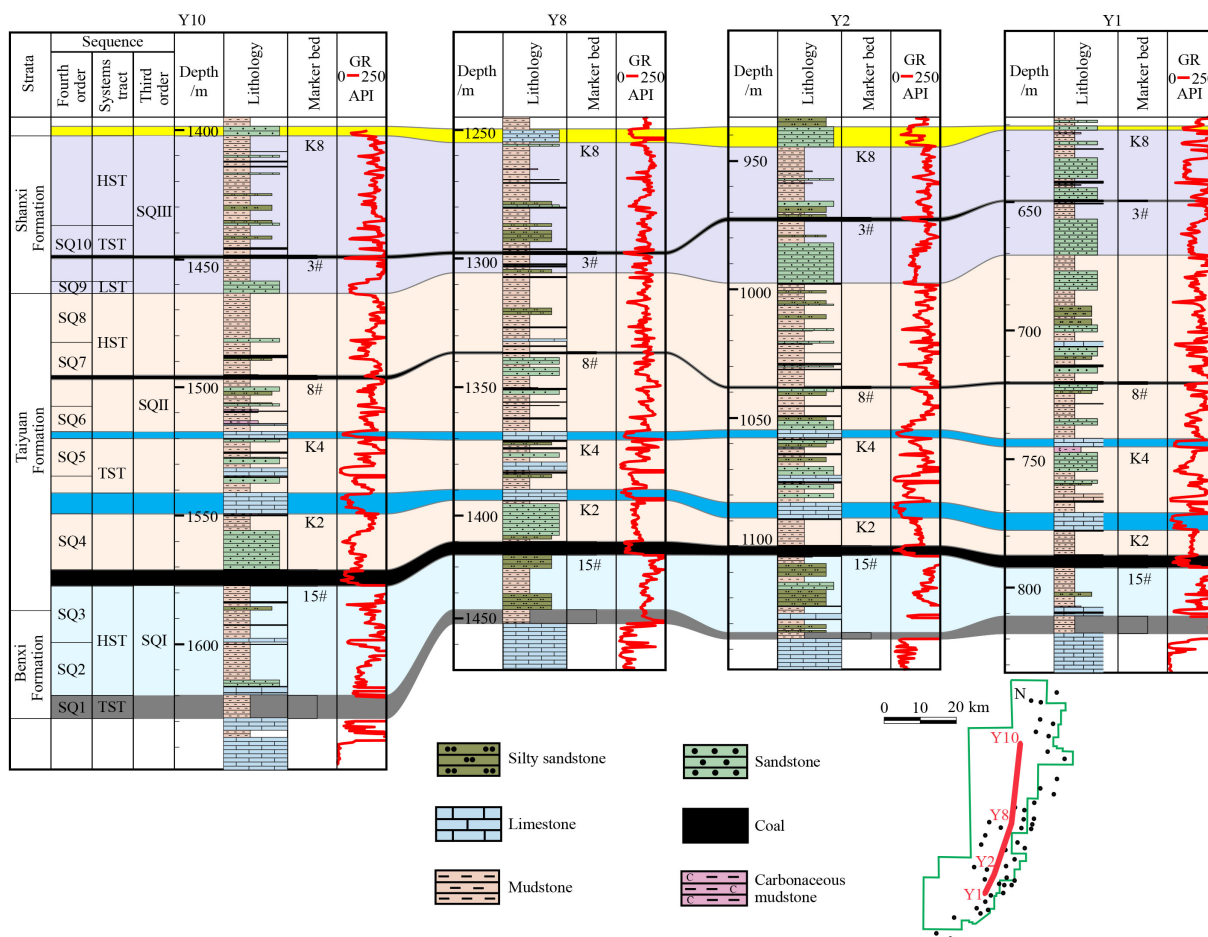 Y10
Y8
Y2
Y1
Strata
Sequence
Fourth
order
Systems
tract
Third
order
Depth
/m
Lithology
Marker bed
GR
0 250
API
Depth
/m
Lithology
Marker bed
GR
0 250
API
Depth
/m
Lithology
Marker bed
GR
0 250
API
Depth
/m
Lithology
Marker bed
GR
0 250
API
Shanxi
Formation
Taiyuan
Formation
Benxi
Formation
SQ10
SQ9
SQ8
SQ7
SQ6
SQ5
SQ4
SQ3
SQ2
SQ1
HST
TST
LST
HST
TST
HST
TST
SQIII
SQII
SQI
1400
1450
1500
1550
1600
K8
3#
8#
K4
K2
15#
1250
1300
1350
1400
1450
K8
3#
8#
K4
K2
15#
950
1000
1050
1100
K8
3#
8#
K4
K2
15#
650
700
750
800
K8
3#
8#
K4
K2
15#
Silty sandstone
Sandstone
Limestone
Coal
Mudstone
C
C
C
Carbonaceous
mudstone
0 10 20 km
N
Y10
Y8
Y2
Y1